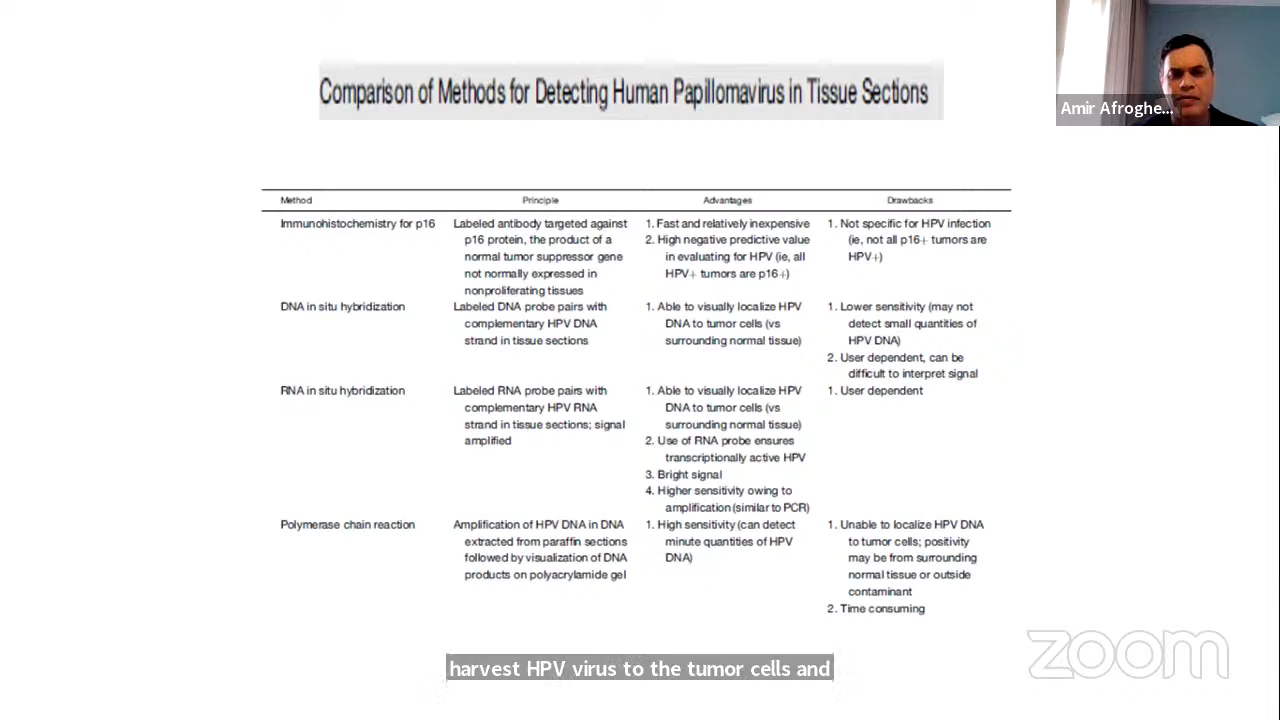 Comparison of Methods for Detecting Human Papillomavirus in Tissue Sections
Amir Afroghe...
Method Principle Advantages Drawbacks
Immunohistochemistry for p16
Labeled antibody targeted against
p16 protein, the product of a
normal tumor suppressor gene
not normally expressed in
nonproliferating tissues
1. Fast and relatively inexpensive
2. High negative predictive value
in evaluating for HPV (ie, all
HPV+ tumors are p16+)
1. Not specific for HPV infection
(ie, not all p16+ tumors are
HPV+)
DNA in situ hybridization
Labeled DNA probe pairs with
complementary HPV DNA
strand in tissue sections
1. Able to visually localize HPV
DNA to tumor cells (vs
surrounding normal tissue)
1. Lower sensitivity (may not
detect small quantities of
HPV DNA)
2. User dependent, can be
difficult to interpret signal
RNA in situ hybridization
Labeled RNA probe pairs with
complementary HPV RNA
strand in tissue sections; signal
amplified
1. Able to visually localize HPV
DNA to tumor cells (vs
surrounding normal tissue)
2. Use of RNA probe ensures
transcriptionally active HPV
3. Bright signal
4. Higher sensitivity owing to
amplification (similar to PCR)
1. User dependent
Polymerase chain reaction
Amplification of HPV DNA in DNA
extracted from paraffin sections
followed by visualization of DNA
products on polyacrylamide gel
1. High sensitivity (can detect
minute quantities of HPV
DNA)
1. Unable to localize HPV DNA
to tumor cells; positivity
may be from surrounding
normal tissue or outside
contaminant
2. Time consuming
zoom
harvest HPV virus to the tumor cells and